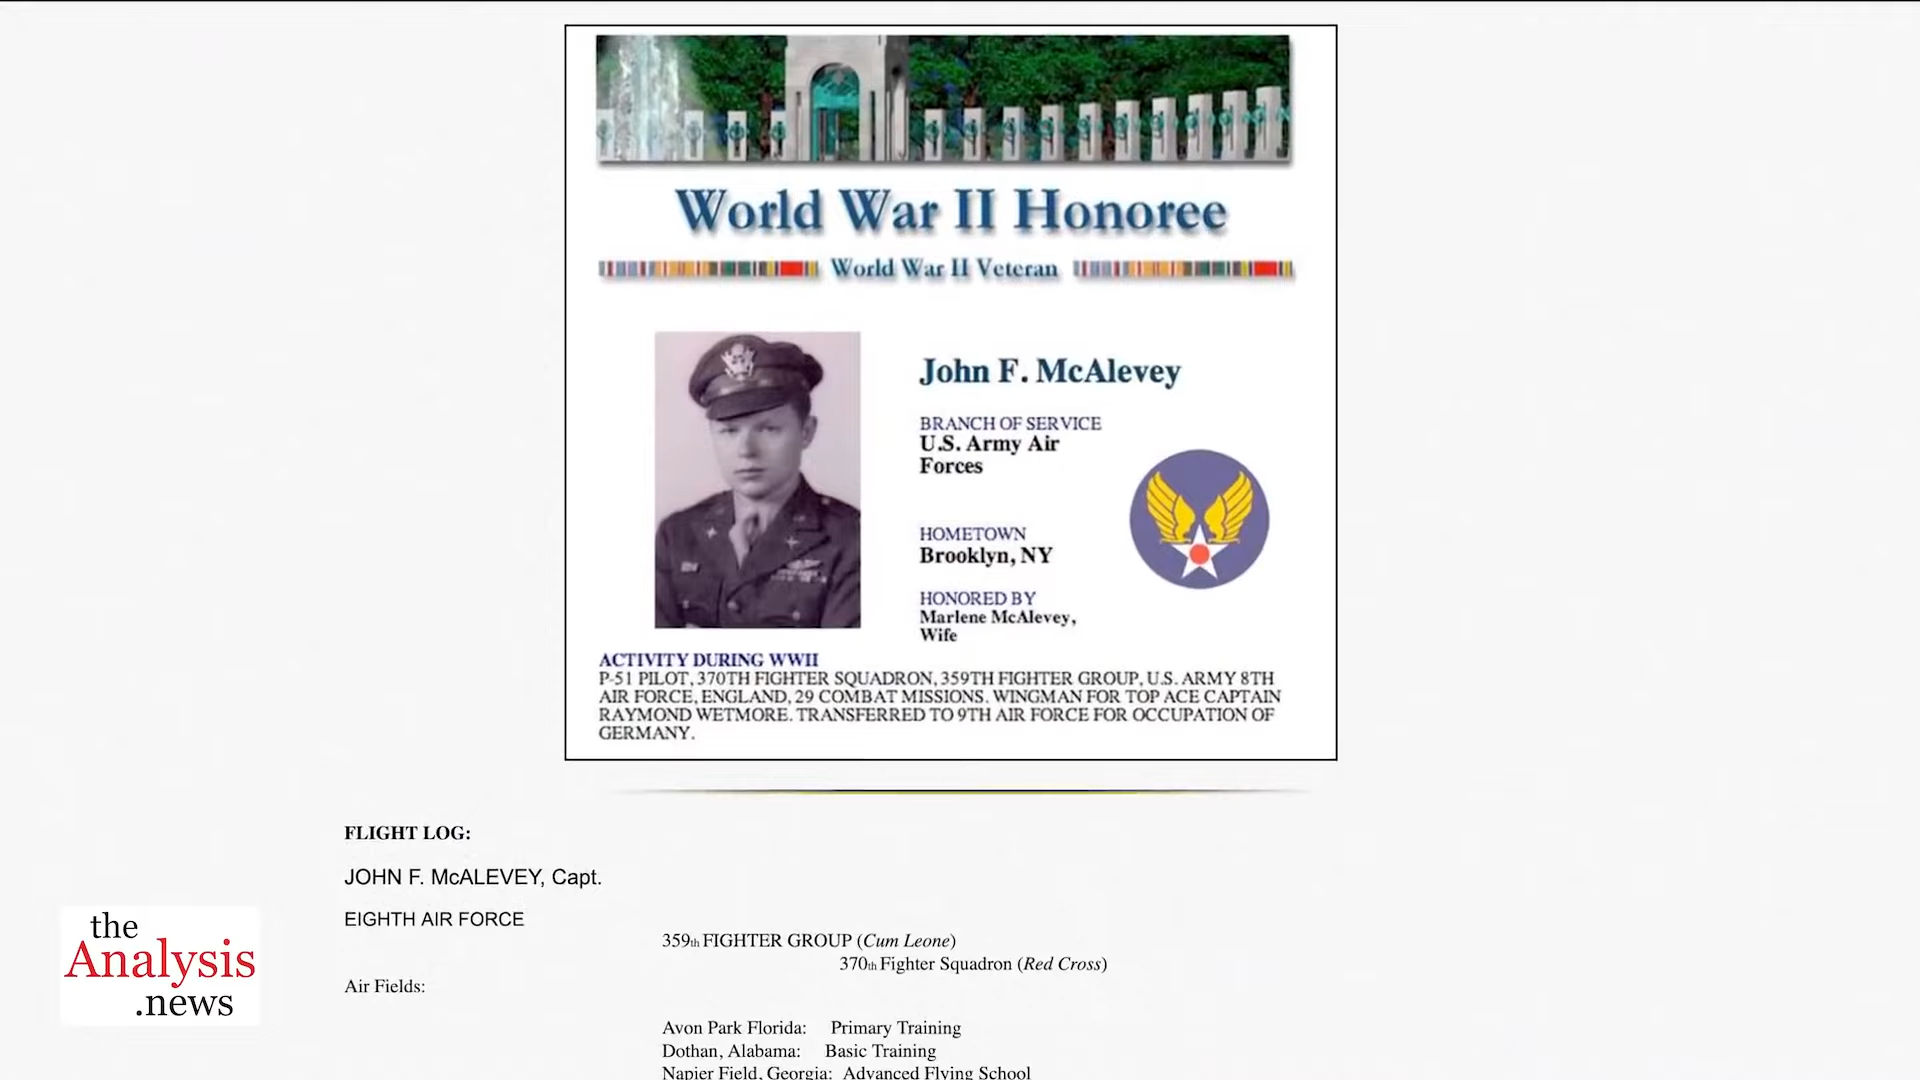 World War II Honoree
World War II Veteran
John F. McAlevey
BRANCH OF SERVICE
U.S. Army Air
Forces
HOMETOWN
Brooklyn, NY
HONORED BY
Marlene McAlevey,
Wife
ACTIVITY DURING WWII
P-51 PILOT, 370TH FIGHTER SQUADRON, 359TH FIGHTER GROUP, U.S. ARMY 8TH
AIR FORCE, ENGLAND, 29 COMBAT MISSIONS. WINGMAN FOR TOP ACE CAPTAIN
RAYMOND WETMORE. TRANSFERRED TO 9TH AIR FORCE FOR OCCUPATION OF
GERMANY.
FLIGHT LOG:
JOHN F. McALEVEY, Capt.
EIGHTH AIR FORCE
359th FIGHTER GROUP (Cum Leone)
370th Fighter Squadron (Red Cross)
Air Fields:
Avon Park Florida: Primary Training
Dothan, Alabama: Basic Training
Napier Field, Georgia: Advanced Flying School
the
Analysis
.news